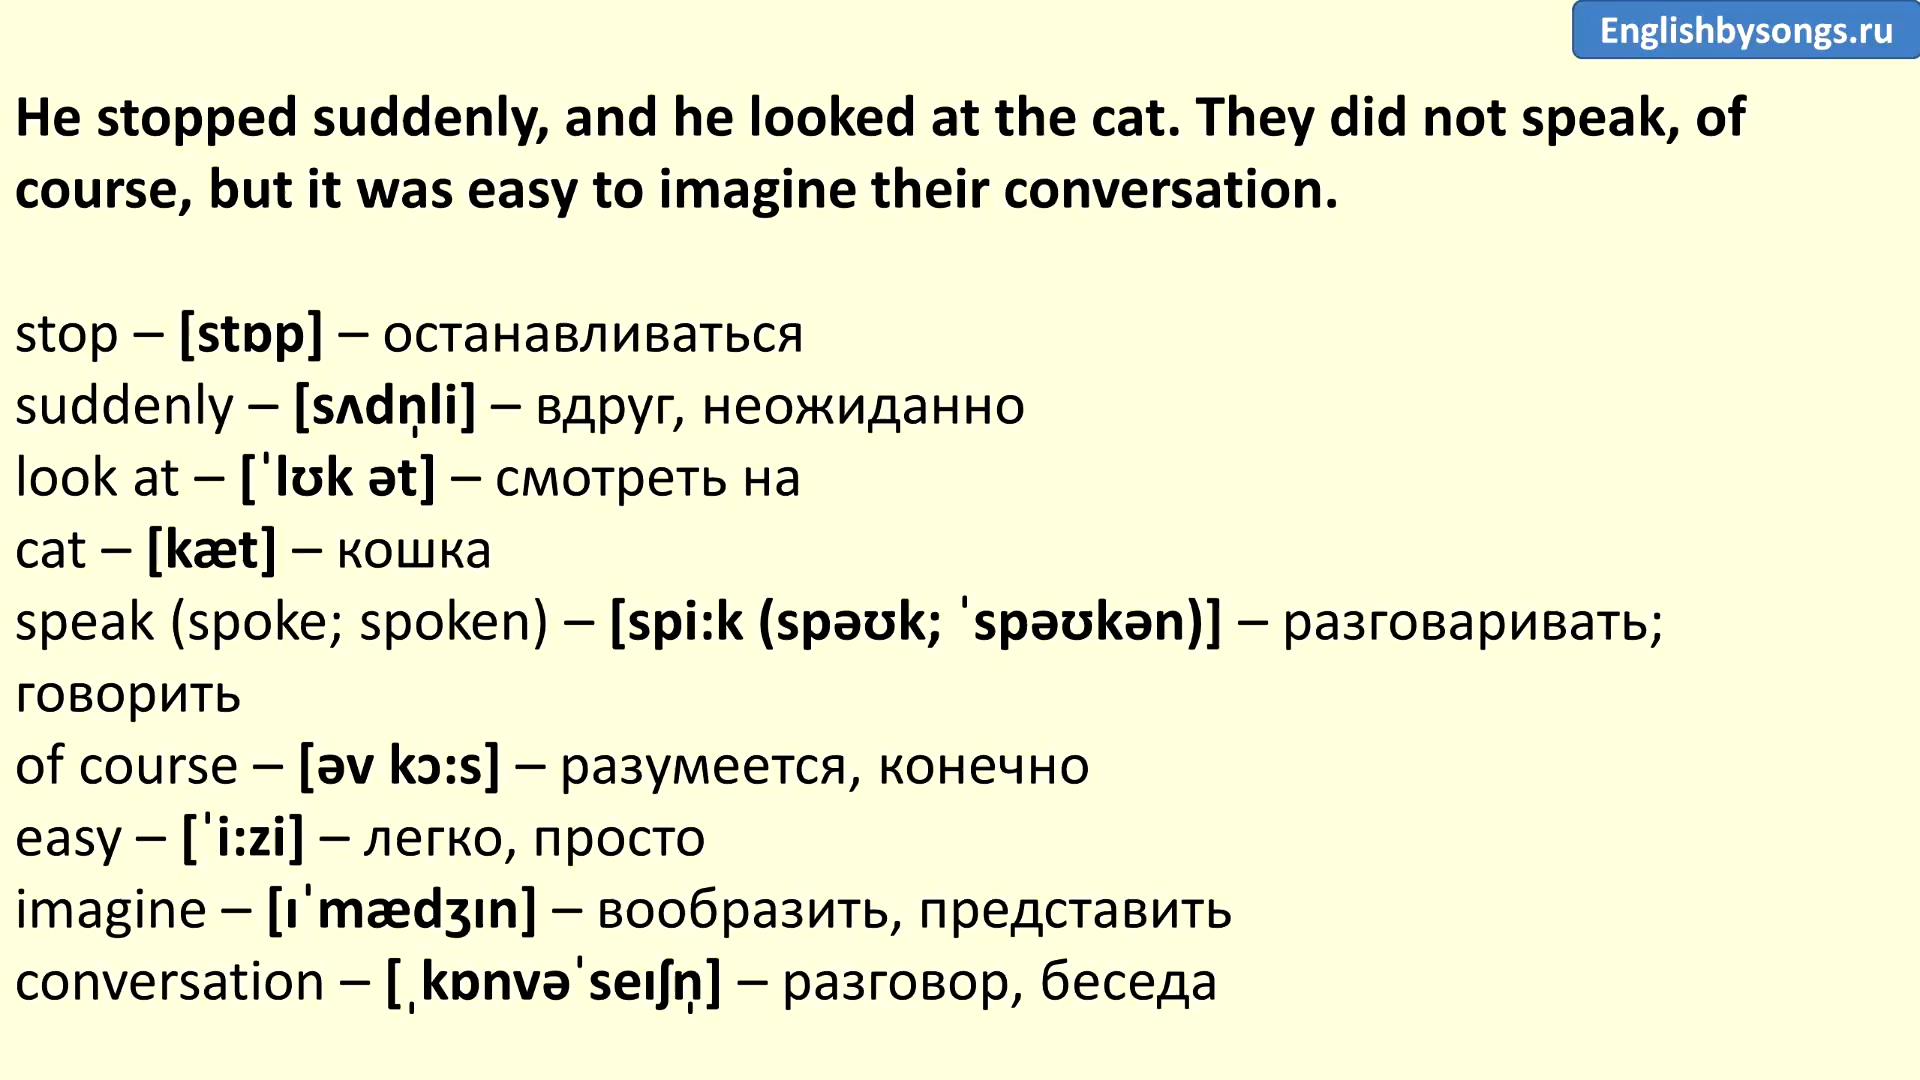 Englishbysongs.ru
He stopped suddenly, and he looked at the cat. They did not speak, of
course, but it was easy to imagine their conversation.
stop – [stɒp] – останавливаться
suddenly – [sʌdn̩li] – вдруг, неожиданно
look at – [ˈlʊk ət] – смотреть на
cat – [kæt] – кошка
speak (spoke; spoken) – [spi:k (spəʊk; ˈspəʊkən)] – разговаривать;
говорить
of course – [əv kɔ:s] – разумеется, конечно
easy – [ˈi:zi] – легко, просто
imagine – [ıˈmædʒın] – вообразить, представить
conversation – [ˌkɒnvəˈseıʃn̩] – разговор, беседа